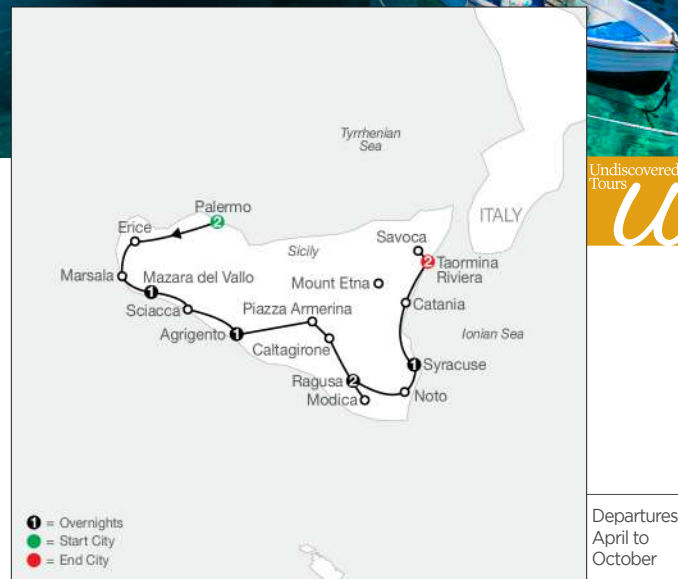 Tyrrhenian
Sea
Undiscovered
Tours
u
Palermo
2
ITALY
Erice
Savoca
Sicily
2
Taormina
Riviera
Marsala
Mazara del Vallo
1
Mount Etna
Sciacca
Piazza Armerina
Catania
Agrigento
1
Ionian Sea
Caltagirone
Ragusa
2
1
Syracuse
Modica
Noto
1 = Overnights
= Start City
= End City
Departures
April to
October